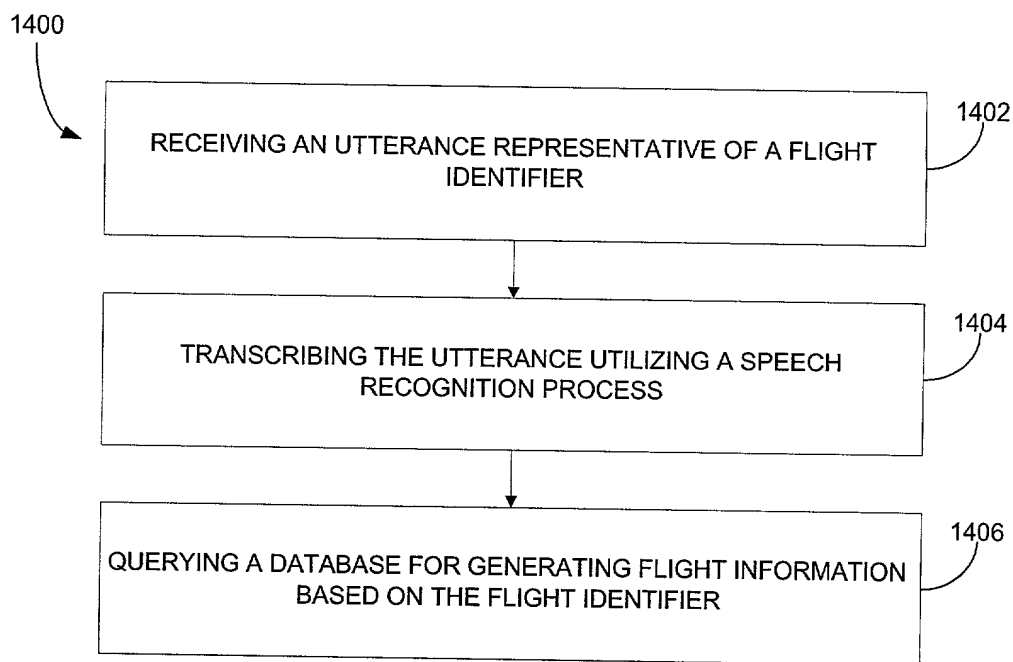 1400
1402
RECEIVING AN UTTERANCE REPRESENTATIVE OF A FLIGHT
IDENTIFIER
1404
TRANSCRIBING THE UTTERANCE UTILIZING A SPEECH
RECOGNITION PROCESS
1406
QUERYING A DATABASE FOR GENERATING FLIGHT INFORMATION
BASED ON THE FLIGHT IDENTIFIER